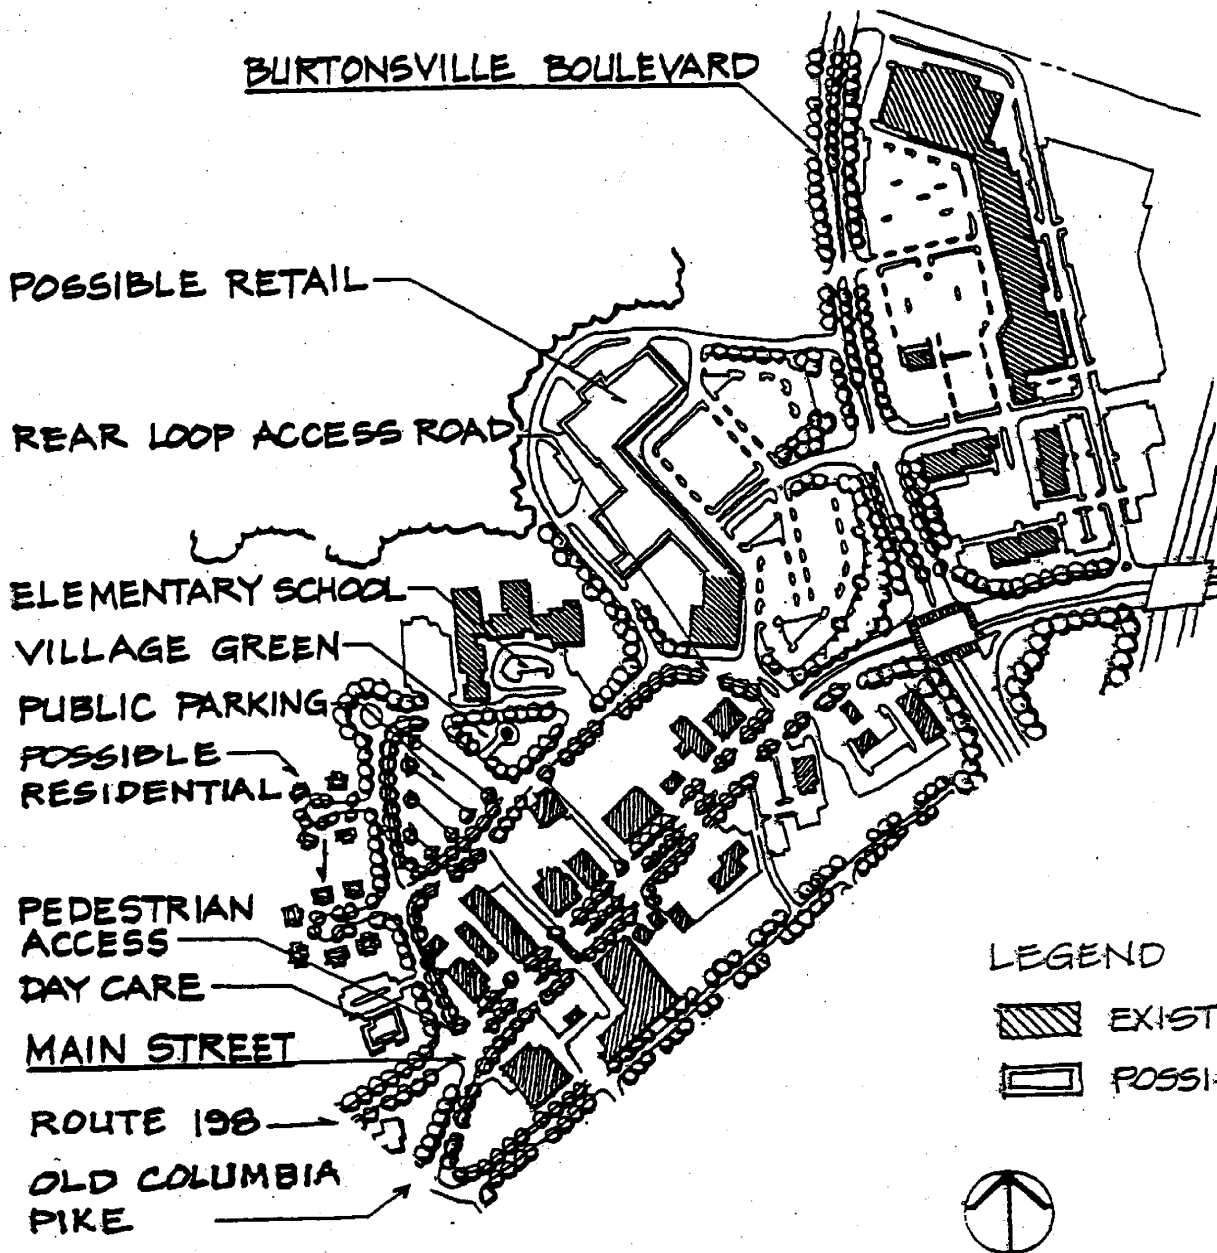 BURTONSVILLE BOULEVARD
POSSIBLE RETAIL
REAR LOOP ACCESS ROAD
ELEMENTARY SCHOOL
VILLAGE GREEN
PUBLIC PARKING
POSSIBLE
RESIDENTIAL
PEDESTRIAN
ACCESS
DAY CARE
MAIN STREET
ROUTE 198
OLD COLUMBIA
PIKE
LEGEND
EXIST
POSSI